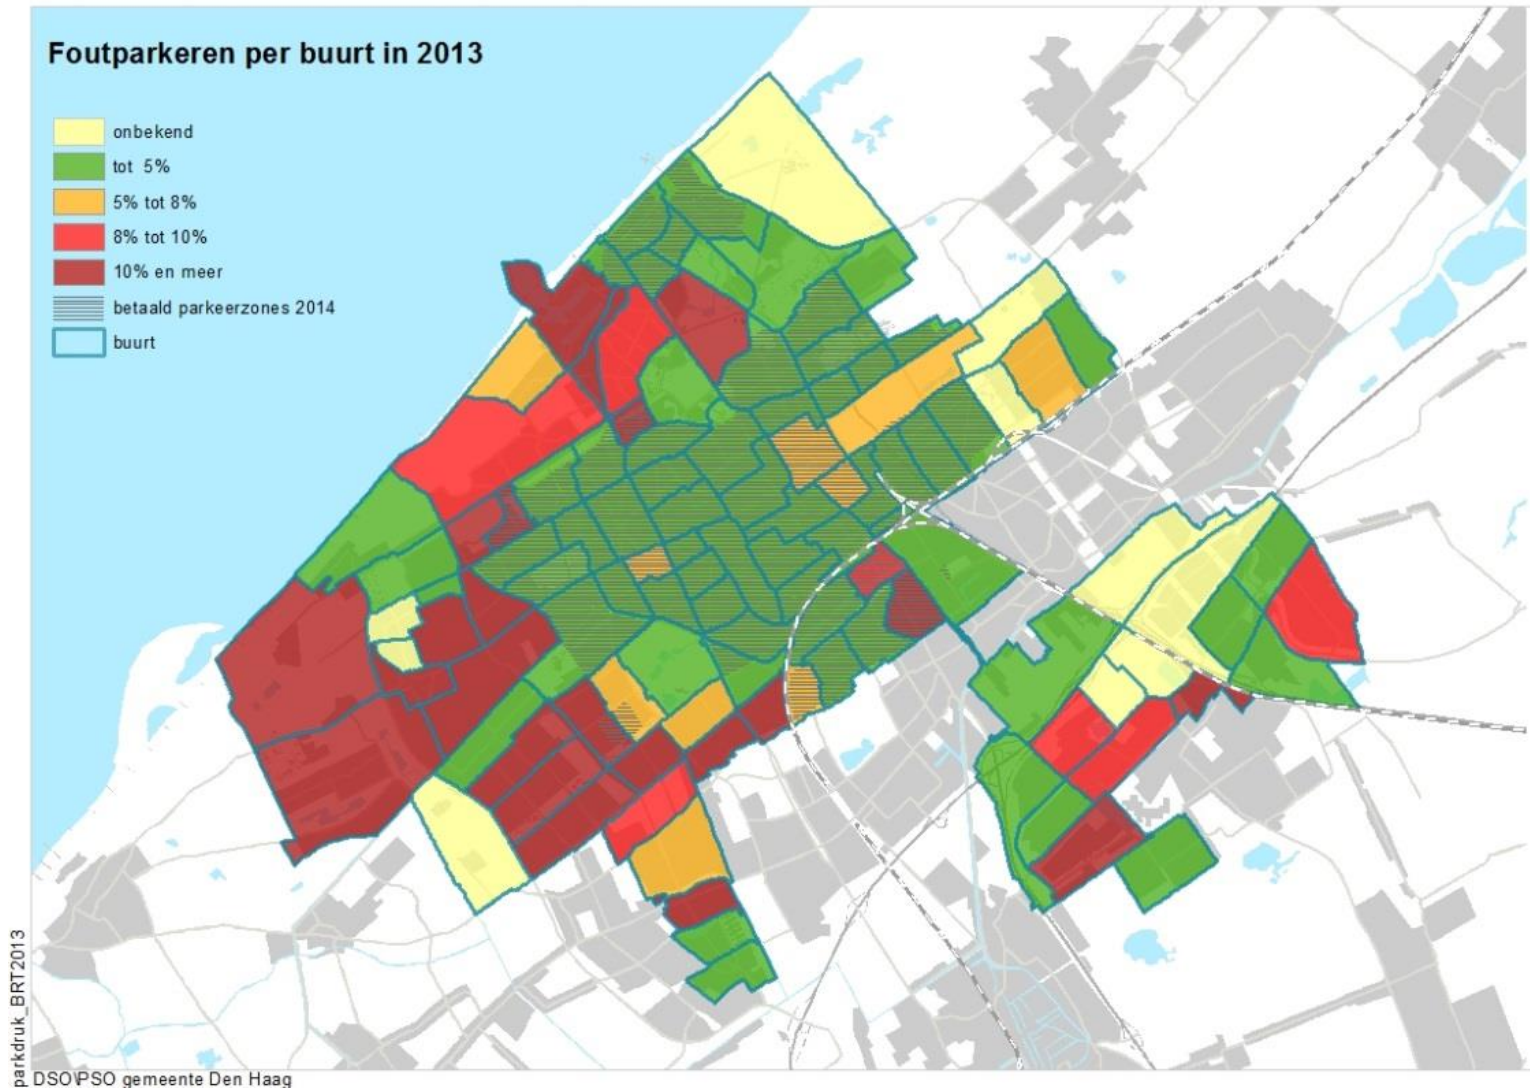 Foutparkeren per buurt in 2013
onbekend
tot 5%
5% tot 8%
8% tot 10%
10% en meer
betaald parkeerzones 2014
buurt
parkdruk_BRT2013
DSO\PSO gemeente Den Haag